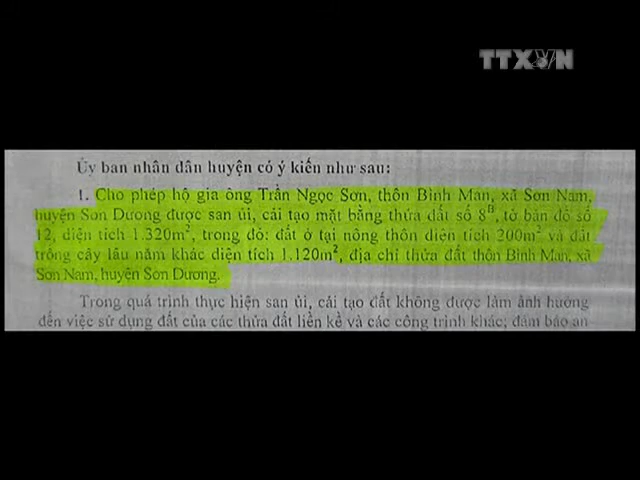 TTXVN
Ủy ban nhân dân huyện có ý kiến như sau:
1. Cho phép hộ gia ông Trần Ngọc Sơn, thôn Bình Man, xã Sơn Nam,
huyện Sơn Dương được san ủi, cải tạo mặt bằng thửa đất số 8ᴮ, tờ bản đồ số
12, diện tích 1.320m², trong đó: đất ở tại nông thôn diện tích 200m² và đất
trồng cây lâu năm khác diện tích 1.120m², địa chỉ thửa đất thôn Bình Man, xã
Sơn Nam, huyện Sơn Dương.
Trong quá trình thực hiện san ủi, cải tạo đất không được làm ảnh hưởng
đến việc sử dụng đất của các thửa đất liền kề và các công trình khác; đảm bảo an